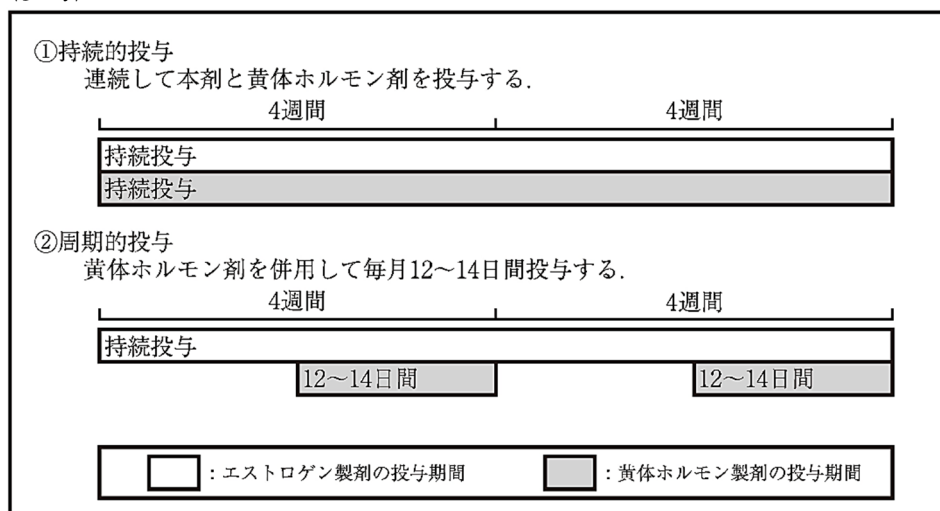 ①持続的投与
連続して本剤と黄体ホルモン剤を投与する.
4週間 4週間
持続投与
持続投与
②周期的投与
黄体ホルモン剤を併用して毎月12〜14日間投与する.
4週間 4週間
持続投与
12〜14日間 12〜14日間
：エストロゲン製剤の投与期間 ：黄体ホルモン製剤の投与期間